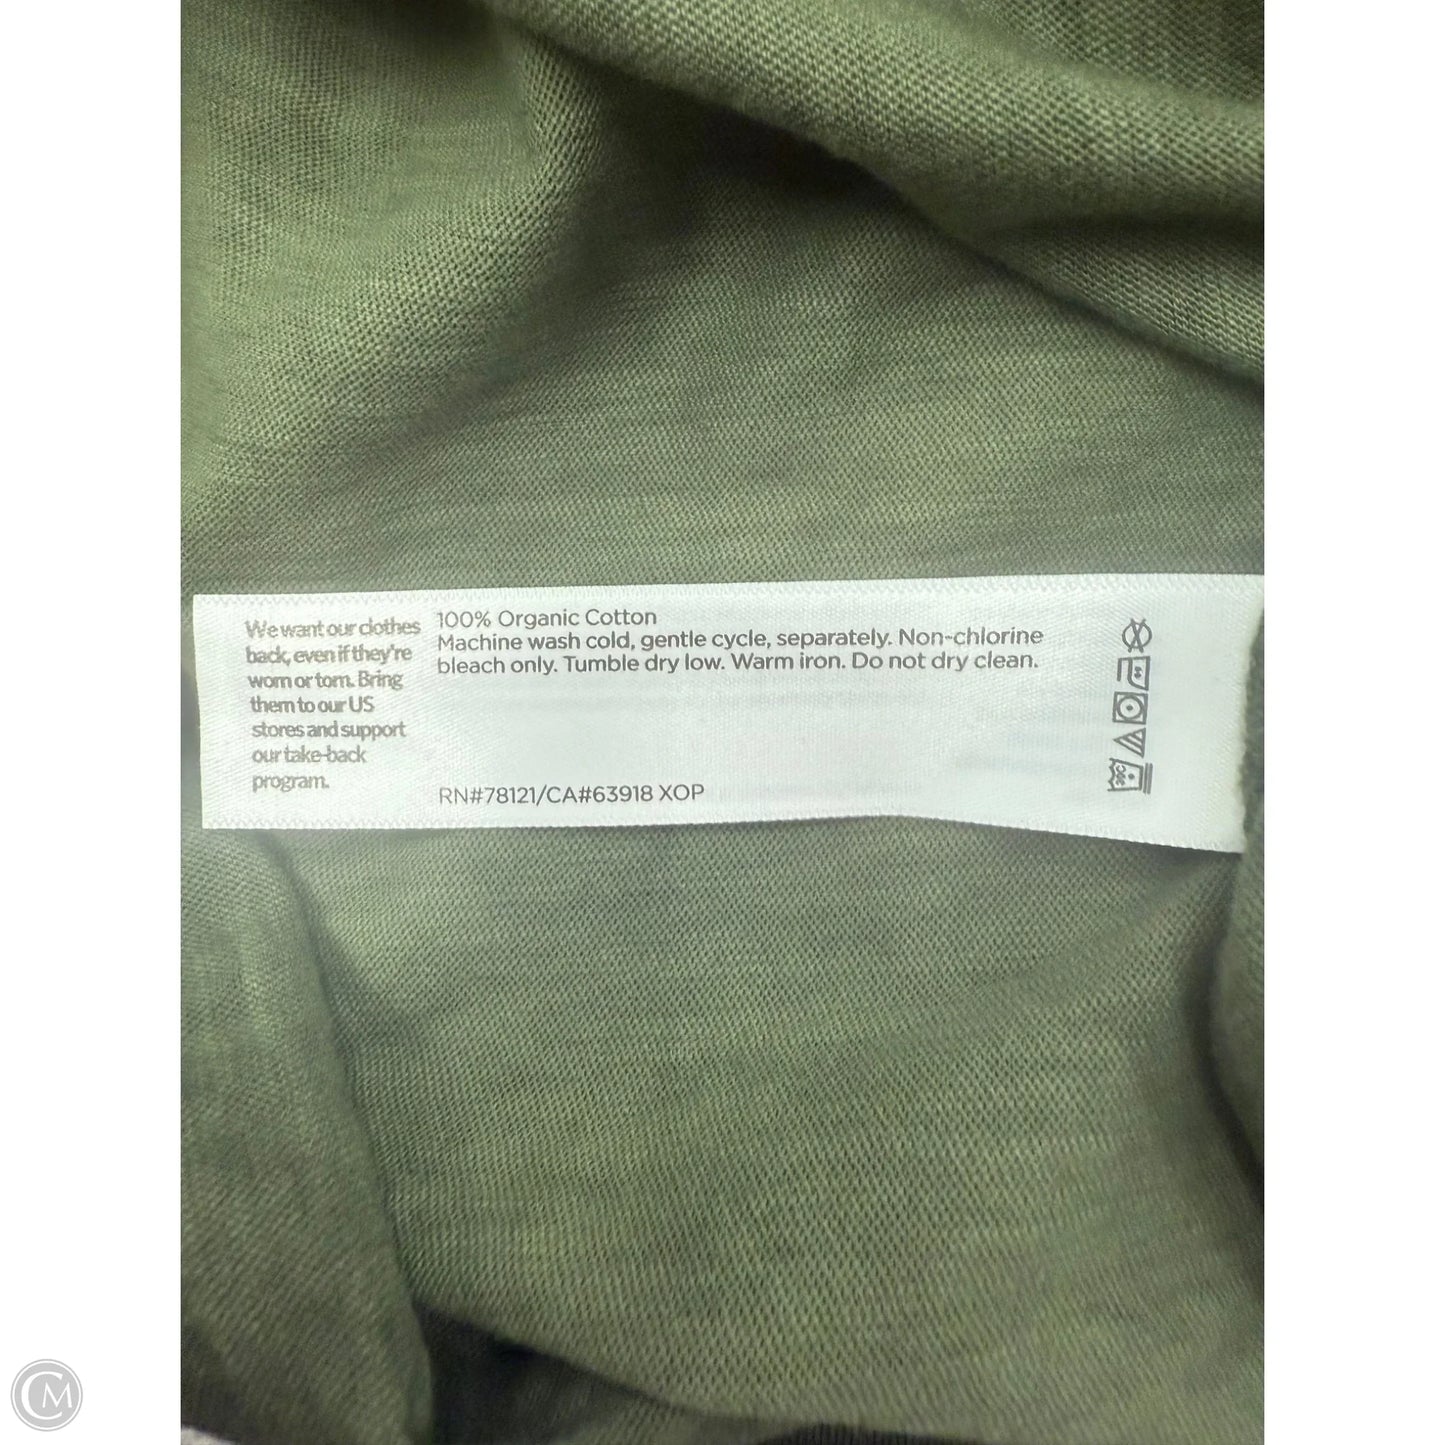 We want our clothes
back, even if they're
worn or torn. Bring
them to our US
stores and support
our take-back
program.
100% Organic Cotton
Machine wash cold, gentle cycle, separately. Non-chlorine
bleach only. Tumble dry low. Warm iron. Do not dry clean.
RN#78121/CA#63918 XOP
CM